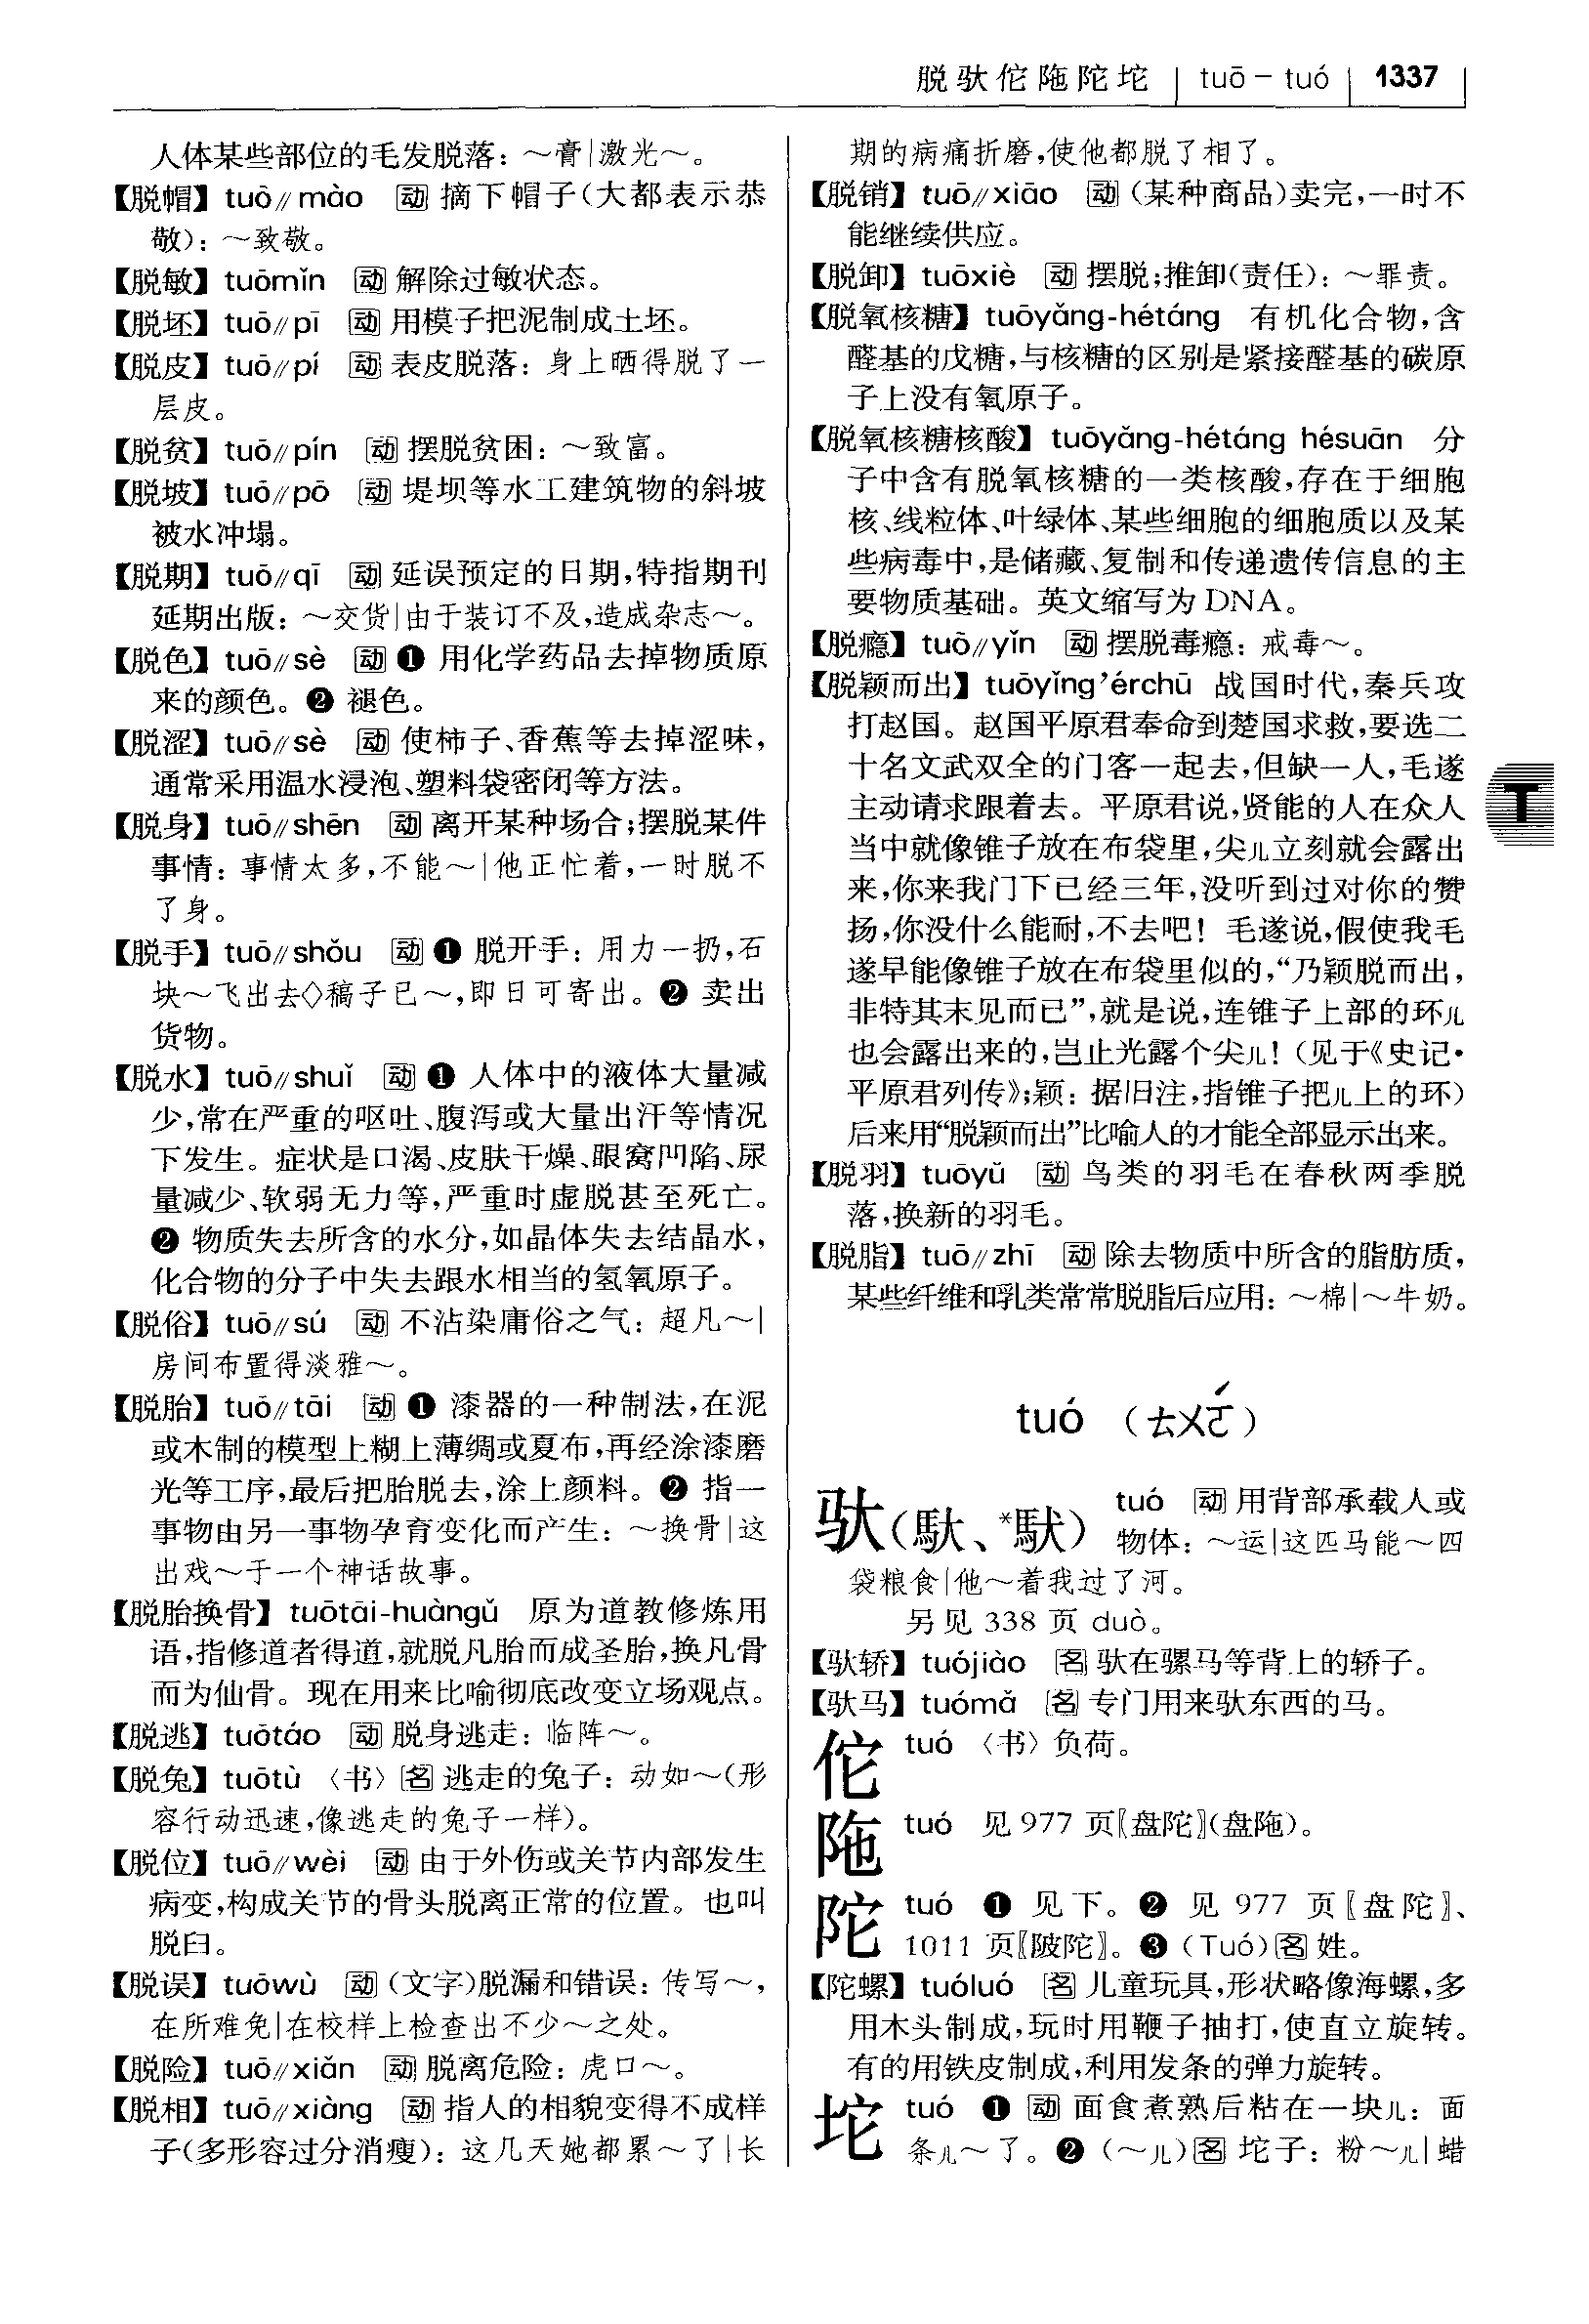 脱驮佗陁陀坨 | tuō – tuó | 1337
人体某些部位的毛发脱落：～膏|激光～。
【脱帽】tuō//mào 动 摘下帽子(大都表示恭
敬)：～致敬。
【脱敏】tuōmǐn 动 解除过敏状态。
【脱坯】tuō//pī 动 用模子把泥制成土坯。
【脱皮】tuō//pí 动 表皮脱落：身上晒得脱了一
层皮。
【脱贫】tuō//pín 动 摆脱贫困：～致富。
【脱坡】tuō//pō 动 堤坝等水工建筑物的斜坡
被水冲塌。
【脱期】tuō//qī 动 延误预定的日期，特指期刊
延期出版：～交货|由于装订不及，造成杂志～。
【脱色】tuō//sè 动 ❶ 用化学药品去掉物质原
来的颜色。❷ 褪色。
【脱涩】tuō//sè 动 使柿子、香蕉等去掉涩味，
通常采用温水浸泡、塑料袋密闭等方法。
【脱身】tuō//shēn 动 离开某种场合；摆脱某件
事情：事情太多，不能～|他正忙着，一时脱不
了身。
【脱手】tuō//shǒu 动 ❶ 脱开手：用力一扔，石
块～飞出去◇稿子已～，即日可寄出。❷ 卖出
货物。
【脱水】tuō//shuǐ 动 ❶ 人体中的液体大量减
少，常在严重的呕吐、腹泻或大量出汗等情况
下发生。症状是口渴、皮肤干燥、眼窝凹陷、尿
量减少、软弱无力等，严重时虚脱甚至死亡。
❷ 物质失去所含的水分，如晶体失去结晶水，
化合物的分子中失去跟水相当的氢氧原子。
【脱俗】tuō//sú 动 不沾染庸俗之气：超凡～|
房间布置得淡雅～。
【脱胎】tuō//tāi 动 ❶ 漆器的一种制法，在泥
或木制的模型上糊上薄绸或夏布，再经涂漆磨
光等工序，最后把胎脱去，涂上颜料。❷ 指一
事物由另一事物孕育变化而产生：～换骨|这
出戏～于一个神话故事。
【脱胎换骨】tuōtāi-huàngǔ 原为道教修炼用
语，指修道者得道，就脱凡胎而成圣胎，换凡骨
而为仙骨。现在用来比喻彻底改变立场观点。
【脱逃】tuōtáo 动 脱身逃走：临阵～。
【脱兔】tuōtù 〈书〉名 逃走的兔子：动如～(形
容行动迅速，像逃走的兔子一样)。
【脱位】tuō//wèi 动 由于外伤或关节内部发生
病变，构成关节的骨头脱离正常的位置。也叫
脱臼。
【脱误】tuōwù 动 (文字)脱漏和错误：传写～，
在所难免|在校样上检查出不少～之处。
【脱险】tuō//xiǎn 动 脱离危险：虎口～。
【脱相】tuō//xiàng 动 指人的相貌变得不成样
子(多形容过分消瘦)：这几天她都累～了|长
期的病痛折磨，使他都脱了相了。
【脱销】tuō//xiāo 动 (某种商品)卖完，一时不
能继续供应。
【脱卸】tuōxiè 动 摆脱；推卸(责任)：～罪责。
【脱氧核糖】tuōyǎng-hétáng 有机化合物，含
醛基的戊糖，与核糖的区别是紧接醛基的碳原
子上没有氧原子。
【脱氧核糖核酸】tuōyǎng-hétáng hésuān 分
子中含有脱氧核糖的一类核酸，存在于细胞
核、线粒体、叶绿体、某些细胞的细胞质以及某
些病毒中，是储藏、复制和传递遗传信息的主
要物质基础。英文缩写为 DNA。
【脱瘾】tuō//yǐn 动 摆脱毒瘾：戒毒～。
【脱颖而出】tuōyǐng’érchū 战国时代，秦兵攻
打赵国。赵国平原君奉命到楚国求救，要选二
十名文武双全的门客一起去，但缺一人，毛遂
主动请求跟着去。平原君说，贤能的人在众人
当中就像锥子放在布袋里，尖儿立刻就会露出
来，你来我门下已经三年，没听到过对你的赞
扬，你没什么能耐，不去吧！毛遂说，假使我毛
遂早能像锥子放在布袋里似的，“乃颖脱而出，
非特其末见而已”，就是说，连锥子上部的环儿
也会露出来的，岂止光露个尖儿！(见于《史记·
平原君列传》；颖：据旧注，指锥子把儿上的环)
后来用“脱颖而出”比喻人的才能全部显示出来。
【脱羽】tuōyǔ 动 鸟类的羽毛在春秋两季脱
落，换新的羽毛。
【脱脂】tuō//zhī 动 除去物质中所含的脂肪质，
某些纤维和乳类常常脱脂后应用：～棉|～牛奶。
T
tuó （ㄊㄨㄛˊ）
驮(馱、*䭾) tuó 动 用背部承载人或
物体：～运|这匹马能～四
袋粮食|他～着我过了河。
另见 338 页 duò。
【驮轿】tuójiào 名 驮在骡马等背上的轿子。
【驮马】tuómǎ 名 专门用来驮东西的马。
佗 tuó 〈书〉负荷。
陁 tuó 见 977 页〖盘陀〗(盘陁)。
陀 tuó ❶ 见下。❷ 见 977 页〖盘陀〗、
1011 页〖陂陀〗。❸ (Tuó)名 姓。
【陀螺】tuóluó 名 儿童玩具，形状略像海螺，多
用木头制成，玩时用鞭子抽打，使直立旋转。
有的用铁皮制成，利用发条的弹力旋转。
坨 tuó ❶ 动 面食煮熟后粘在一块儿：面
条儿～了。❷ (～儿)名 坨子：粉～儿|蜡